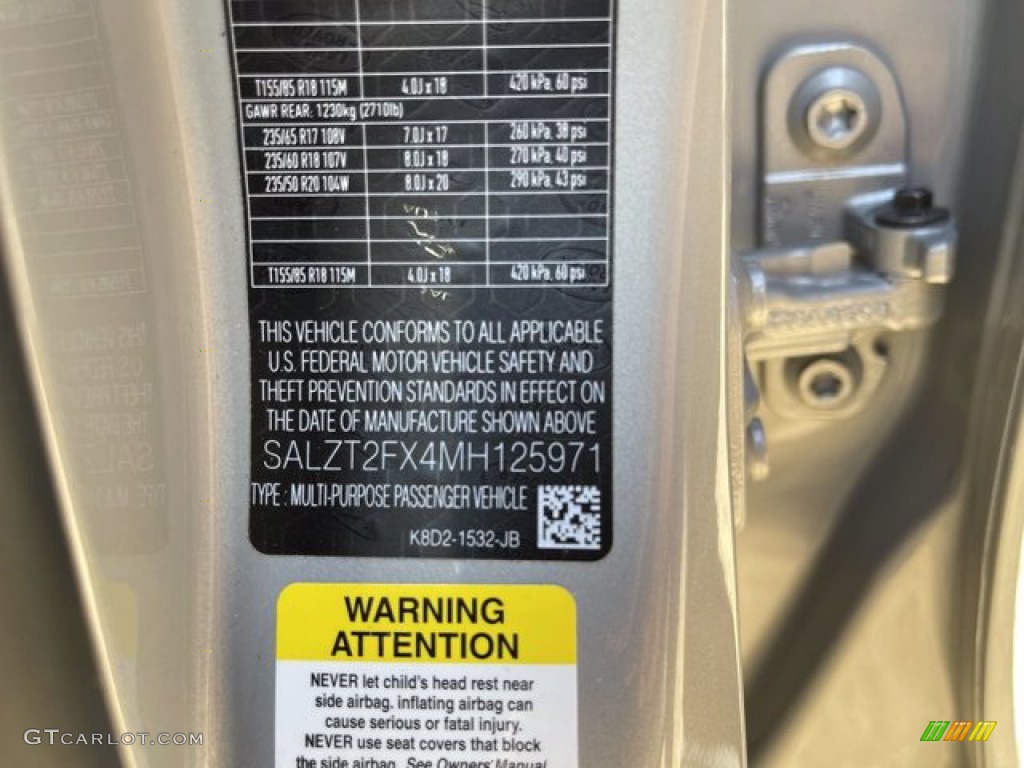 T155/85 R18 115M 4.0J x 18 420 kPa, 60 psi
GAWR REAR: 1230kg (2710lb)
235/65 R17 108V 7.0J x 17 260 kPa, 38 psi
235/60 R18 107V 8.0J x 18 270 kPa, 40 psi
235/50 R20 104W 8.0J x 20 290 kPa, 43 psi
T155/85 R18 115M 4.0J x 18 420 kPa, 60 psi
THIS VEHICLE CONFORMS TO ALL APPLICABLE
U.S. FEDERAL MOTOR VEHICLE SAFETY AND
THEFT PREVENTION STANDARDS IN EFFECT ON
THE DATE OF MANUFACTURE SHOWN ABOVE
SALZT2FX4MH125971
TYPE : MULTI-PURPOSE PASSENGER VEHICLE
K8D2-1532-JB
WARNING
ATTENTION
NEVER let child's head rest near
side airbag. inflating airbag can
cause serious or fatal injury.
NEVER use seat covers that block
the side airbag. See Owners' Manual
GTCARLOT.COM